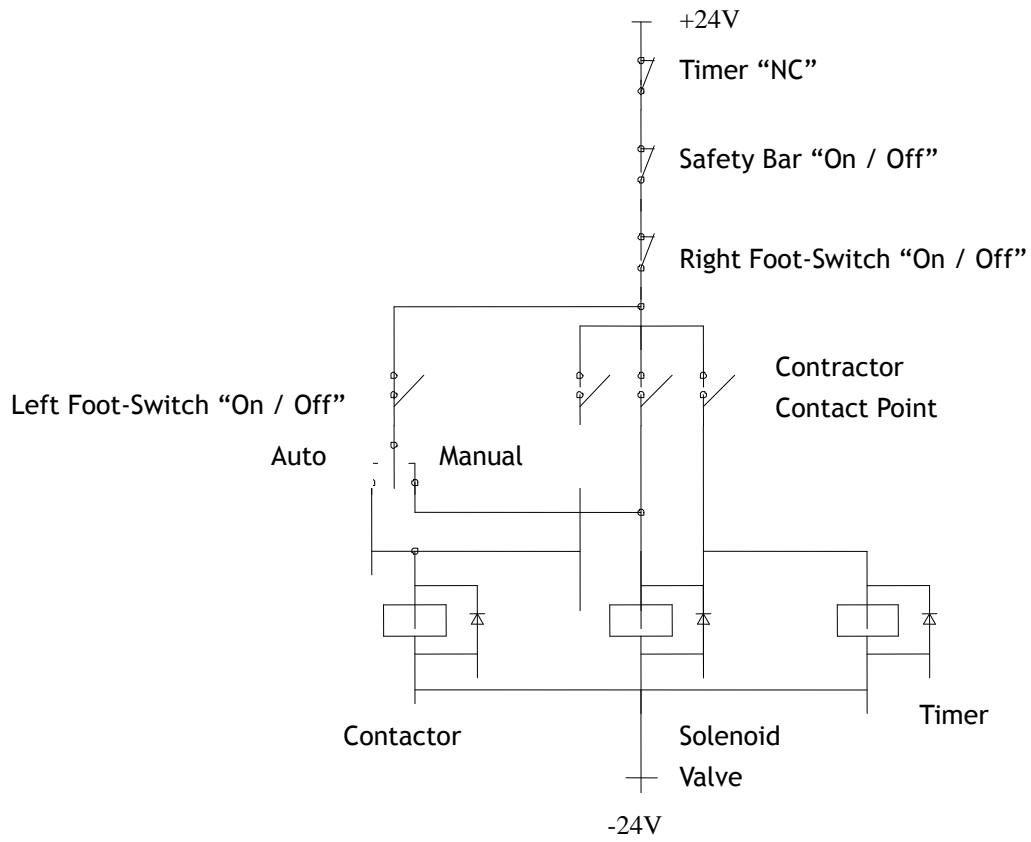 +24V
Timer “NC”
Safety Bar “On / Off”
Right Foot-Switch “On / Off”
Contractor
Contact Point
Left Foot-Switch “On / Off”
Auto
Manual
Contactor
Solenoid
Valve
Timer
-24V